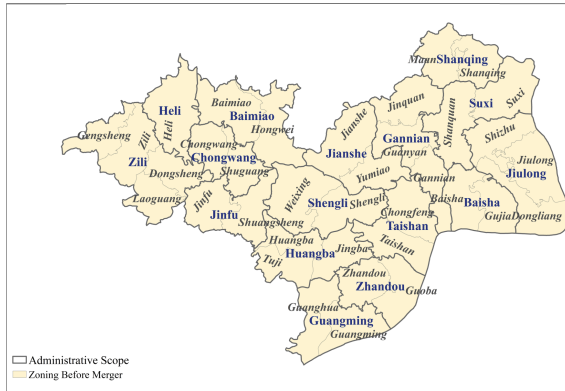 Maun
Shanqing
Shanqing
Heli
Baimiao
Baimiao
Jinquan
Suxi
Suxi
Gengsheng
Zili
Heli
Hongwei
Jianshe
Shanquan
Chongwang
Gannian
Shizhu
Zili
Chongwang
Jianshe
Guanyan
Jiulong
Dongsheng
Shuguang
Yumiao
Gannian
Jiulong
Laoguang
Jinfu
Weixing
Shengli
Shengli
Baisha
Baisha
Jinfu
Shuangsheng
Chongfeng
Taishan
Gujia
Dongliang
Huangba
Huangba
Jingba
Taishan
Tuji
Zhandou
Zhandou
Guoba
Guanghua
Guangming
Guangming
Administrative Scope
Zoning Before Merger